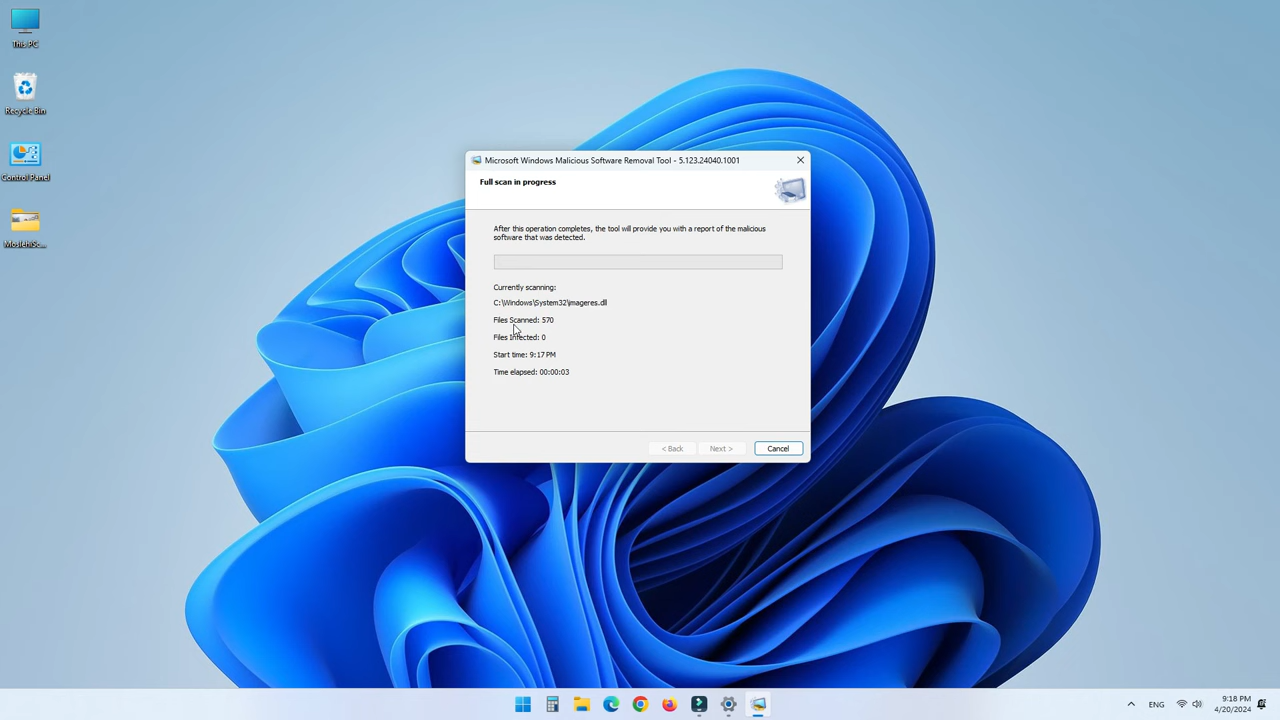 This PC
Recycle Bin
Control Panel
Microsoft Windows Malicious Software Removal Tool - 5.123.24040.1001
Full scan in progress
After this operation completes, the tool will provide you with a report of the malicious
software that was detected.
Currently scanning:
C:\Windows\System32\imageres.dll
Files Scanned: 570
Files Infected: 0
Start time: 9:17 PM
Time elapsed: 00:00:03
< Back
Next >
Cancel
ENG
9:18 PM
4/20/2024